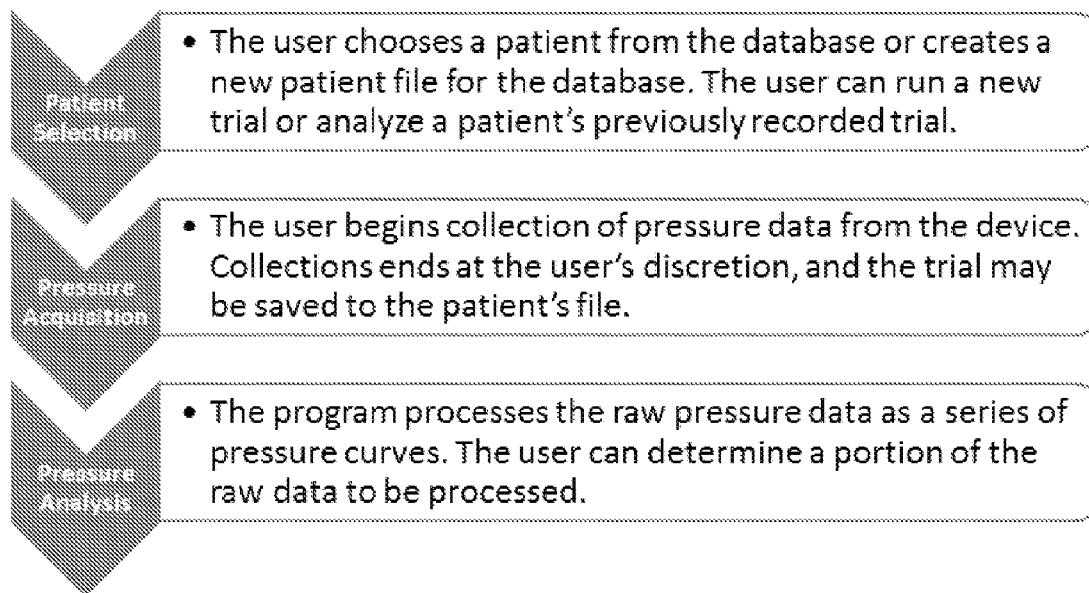 Patient
Selection
• The user chooses a patient from the database or creates a
new patient file for the database. The user can run a new
trial or analyze a patient's previously recorded trial.
Pressure
Acquisition
• The user begins collection of pressure data from the device.
Collections ends at the user's discretion, and the trial may
be saved to the patient's file.
Pressure
Analysis
• The program processes the raw pressure data as a series of
pressure curves. The user can determine a portion of the
raw data to be processed.